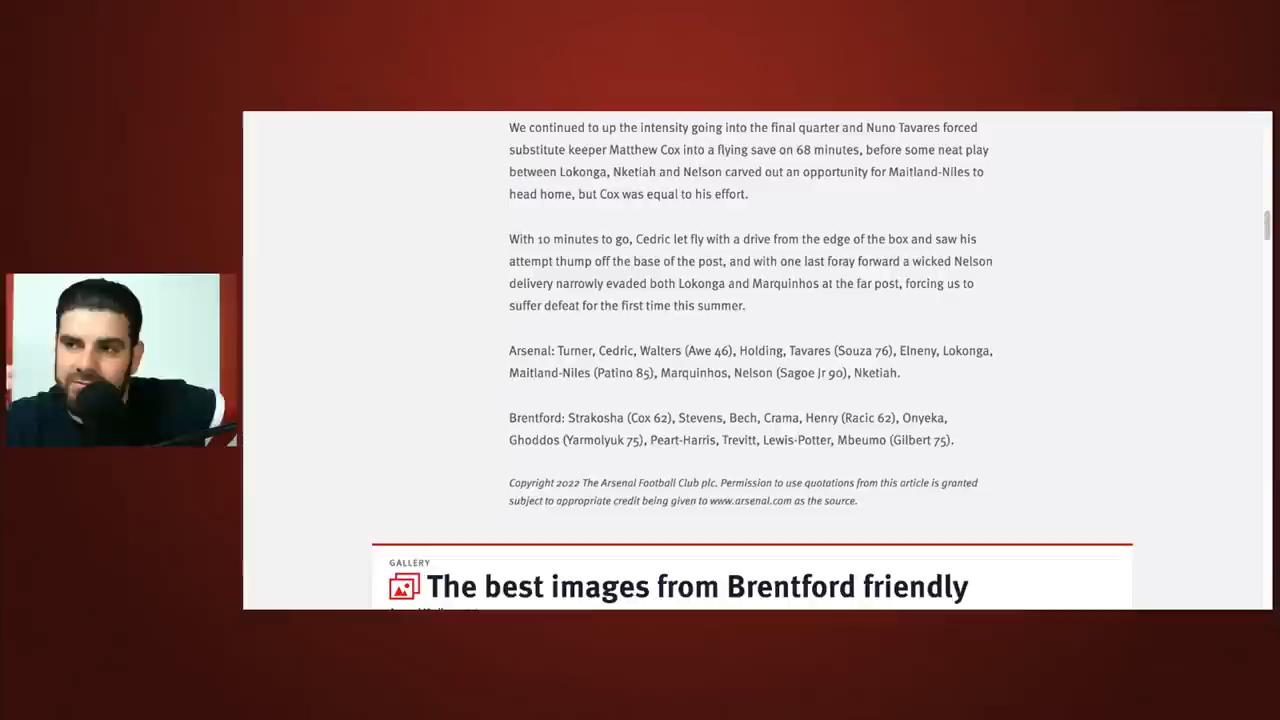 We continued to up the intensity going into the final quarter and Nuno Tavares forced
substitute keeper Matthew Cox into a flying save on 68 minutes, before some neat play
between Lokonga, Nketiah and Nelson carved out an opportunity for Maitland-Niles to
head home, but Cox was equal to his effort.
With 10 minutes to go, Cedric let fly with a drive from the edge of the box and saw his
attempt thump off the base of the post, and with one last foray forward a wicked Nelson
delivery narrowly evaded both Lokonga and Marquinhos at the far post, forcing us to
suffer defeat for the first time this summer.
Arsenal: Turner, Cedric, Walters (Awe 46), Holding, Tavares (Souza 76), Elneny, Lokonga,
Maitland-Niles (Patino 85), Marquinhos, Nelson (Sagoe Jr 90), Nketiah.
Brentford: Strakosha (Cox 62), Stevens, Bech, Crama, Henry (Racic 62), Onyeka,
Ghoddos (Yarmolyuk 75), Peart-Harris, Trevitt, Lewis-Potter, Mbeumo (Gilbert 75).
Copyright 2022 The Arsenal Football Club plc. Permission to use quotations from this article is granted
subject to appropriate credit being given to www.arsenal.com as the source.
GALLERY
The best images from Brentford friendly